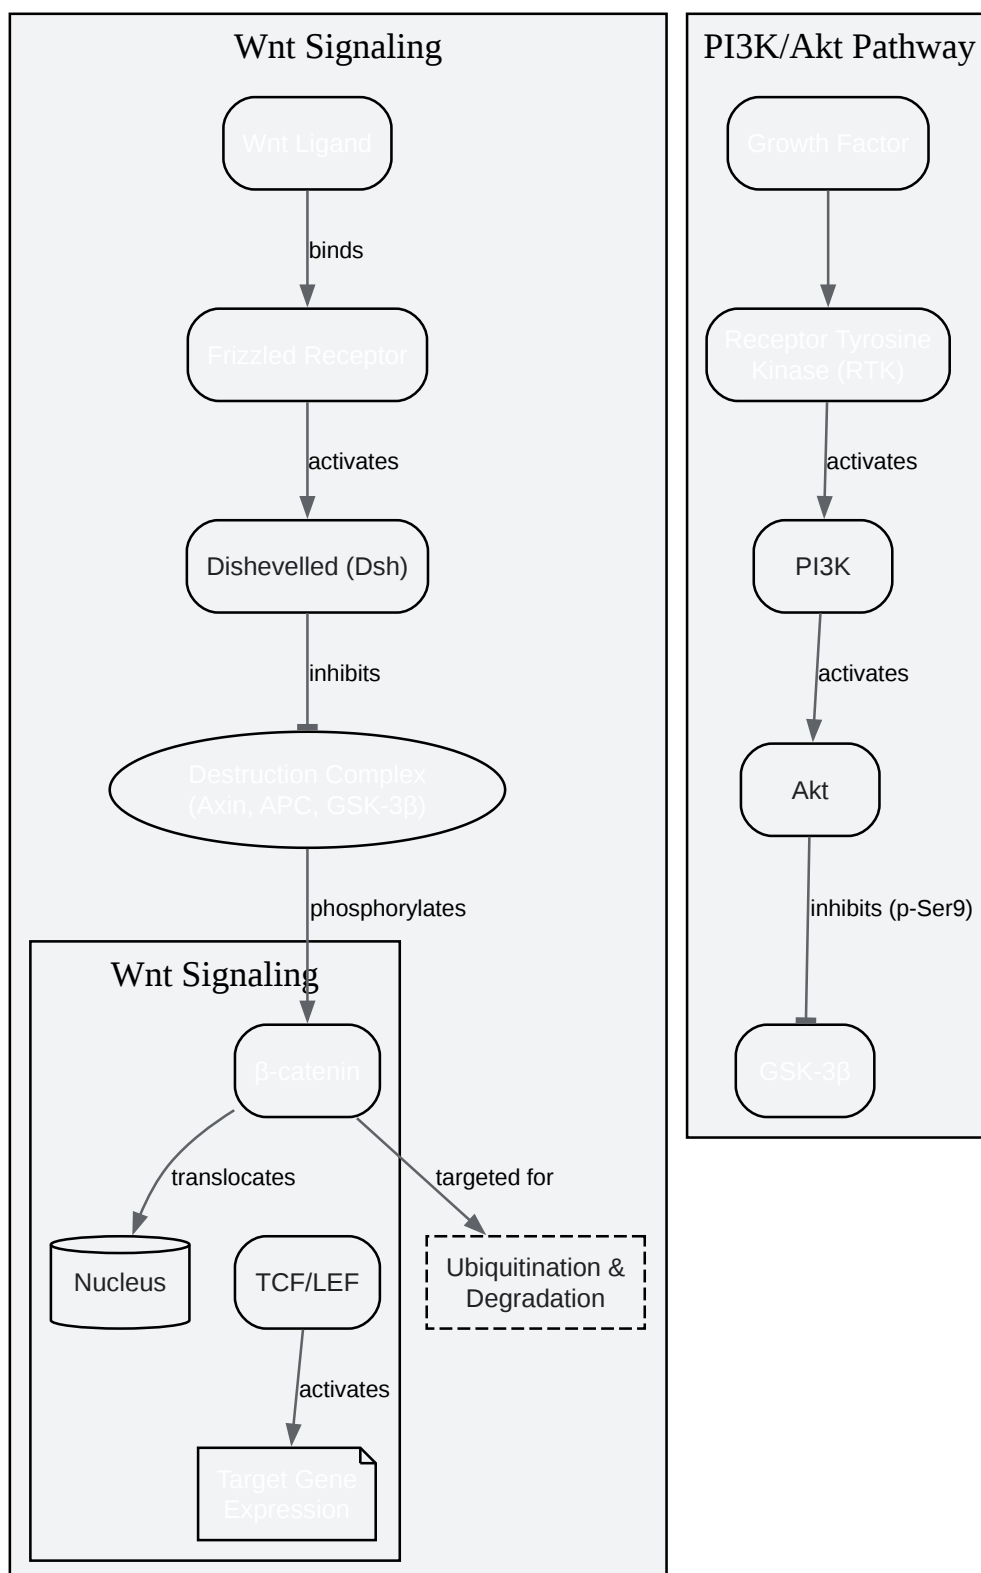 Wnt Signaling
Wnt Ligand
binds
Frizzled Receptor
activates
Dishevelled (Dsh)
inhibits
Destruction Complex
(Axin, APC, GSK-3β)
phosphorylates
Wnt Signaling
β-catenin
translocates
targeted for
Nucleus
TCF/LEF
Ubiquitination &
Degradation
activates
Target Gene
Expression
PI3K/Akt Pathway
Growth Factor
Receptor Tyrosine
Kinase (RTK)
activates
PI3K
activates
Akt
inhibits (p-Ser9)
GSK-3β